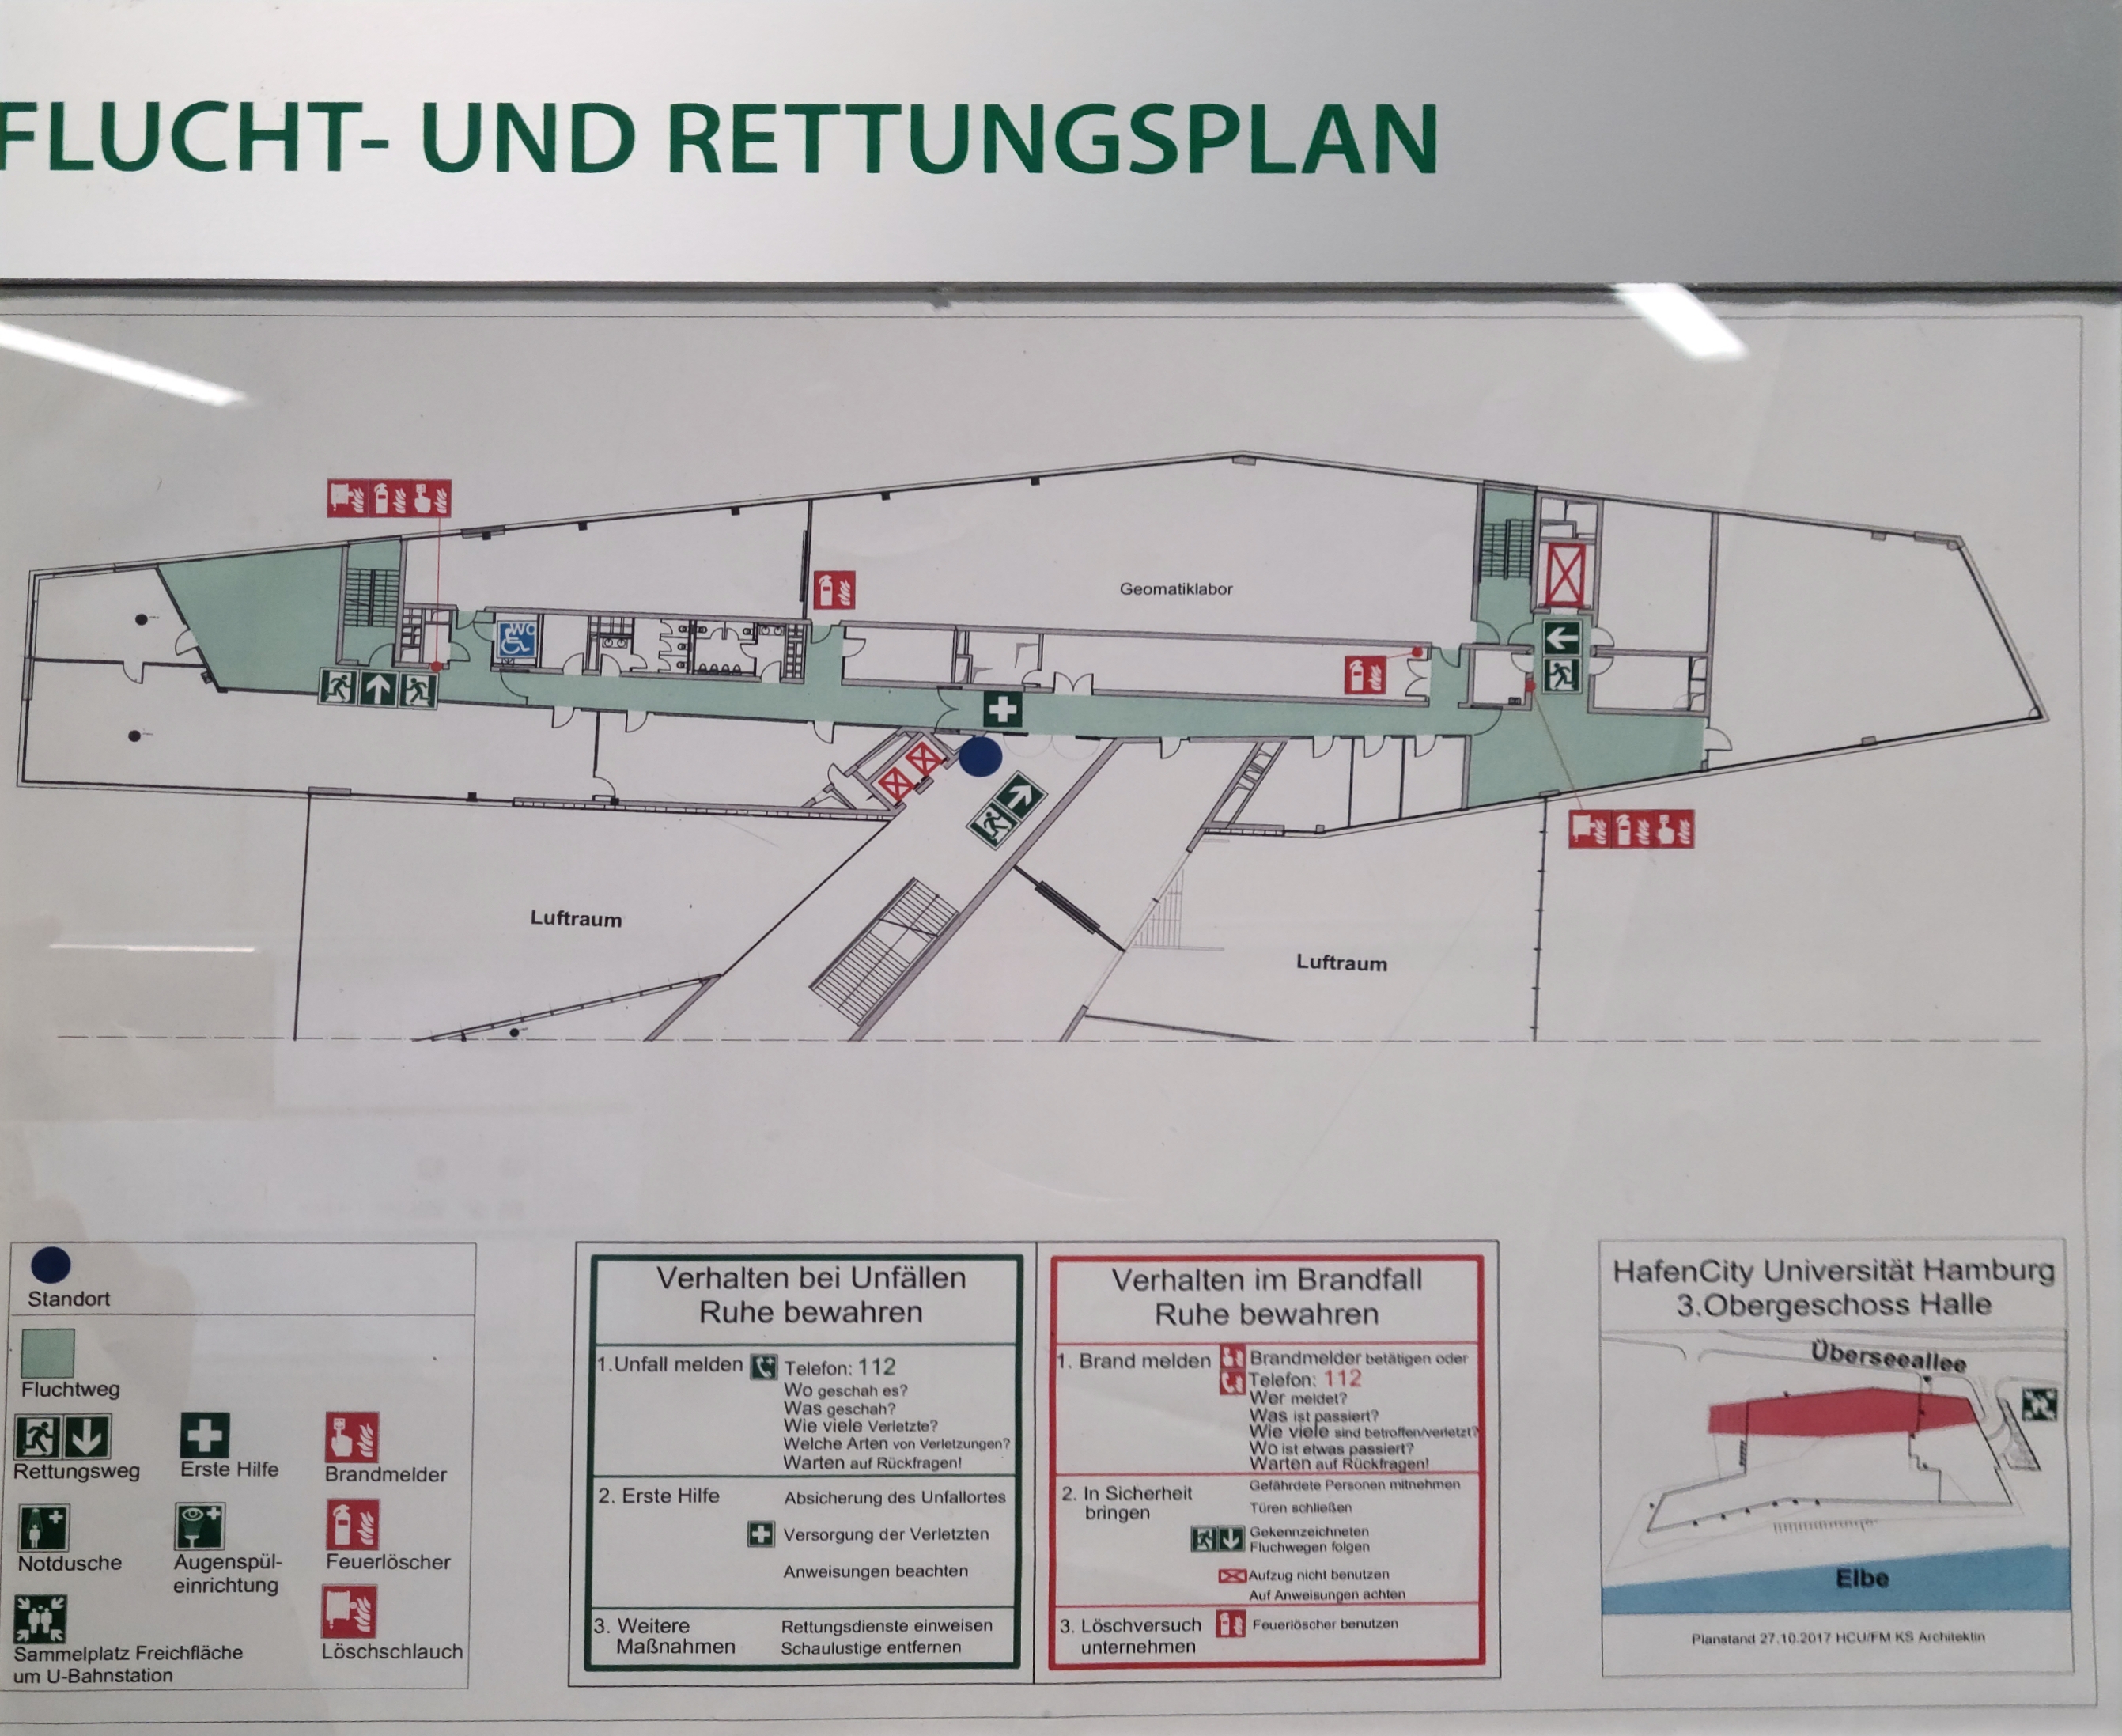 FLUCHT- UND RETTUNGSPLAN
WC
Geomatiklabor
Luftraum
Luftraum
Standort
Fluchtweg
Rettungsweg
Erste Hilfe
Brandmelder
Notdusche
Augenspül-
einrichtung
Feuerlöscher
Sammelplatz Freichfläche
um U-Bahnstation
Löschschlauch
Verhalten bei Unfällen
Ruhe bewahren
1.Unfall melden
Telefon: 112
Wo geschah es?
Was geschah?
Wie viele Verletzte?
Welche Arten von Verletzungen?
Warten auf Rückfragen!
2. Erste Hilfe
Absicherung des Unfallortes
Versorgung der Verletzten
Anweisungen beachten
3. Weitere
Maßnahmen
Rettungsdienste einweisen
Schaulustige entfernen
Verhalten im Brandfall
Ruhe bewahren
1. Brand melden
Brandmelder betätigen oder
Telefon: 112
Wer meldet?
Was ist passiert?
Wie viele sind betroffen/verletzt?
Wo ist etwas passiert?
Warten auf Rückfragen!
2. In Sicherheit
bringen
Gefährdete Personen mitnehmen
Türen schließen
Gekennzeichneten
Fluchwegen folgen
Aufzug nicht benutzen
Auf Anweisungen achten
3. Löschversuch
unternehmen
Feuerlöscher benutzen
HafenCity Universität Hamburg
3.Obergeschoss Halle
Überseeallee
Elbe
Planstand 27.10.2017 HCU/FM KS Architektin